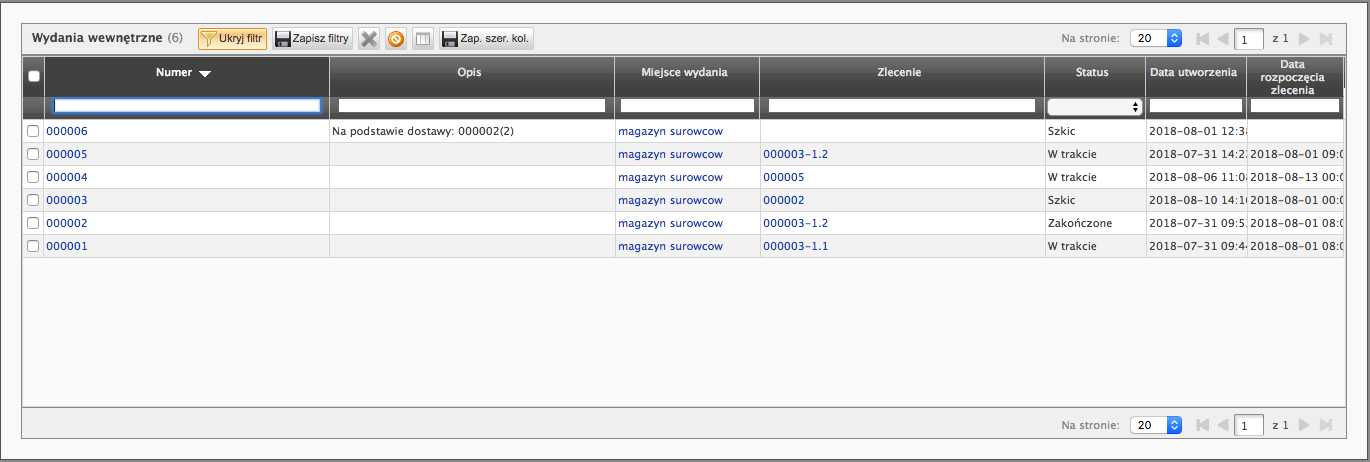 Wydania wewnętrzne (6) Ukryj filtr Zapisz filtry Zap. szer. kol. Na stronie: 20 1 z 1
Numer Opis Miejsce wydania Zlecenie Status Data utworzenia Data rozpoczęcia zlecenia
000006 Na podstawie dostawy: 000002(2) magazyn surowcow Szkic 2018-08-01 12:3
000005 magazyn surowcow 000003-1.2 W trakcie 2018-07-31 14:2 2018-08-01 09:0
000004 magazyn surowcow 000005 W trakcie 2018-08-06 11:0 2018-08-13 00:0
000003 magazyn surowcow 000002 Szkic 2018-08-10 14:1 2018-08-01 00:0
000002 magazyn surowcow 000003-1.2 Zakończone 2018-07-31 09:5 2018-08-01 08:0
000001 magazyn surowcow 000003-1.1 W trakcie 2018-07-31 09:4 2018-08-01 08:0
Na stronie: 20 1 z 1